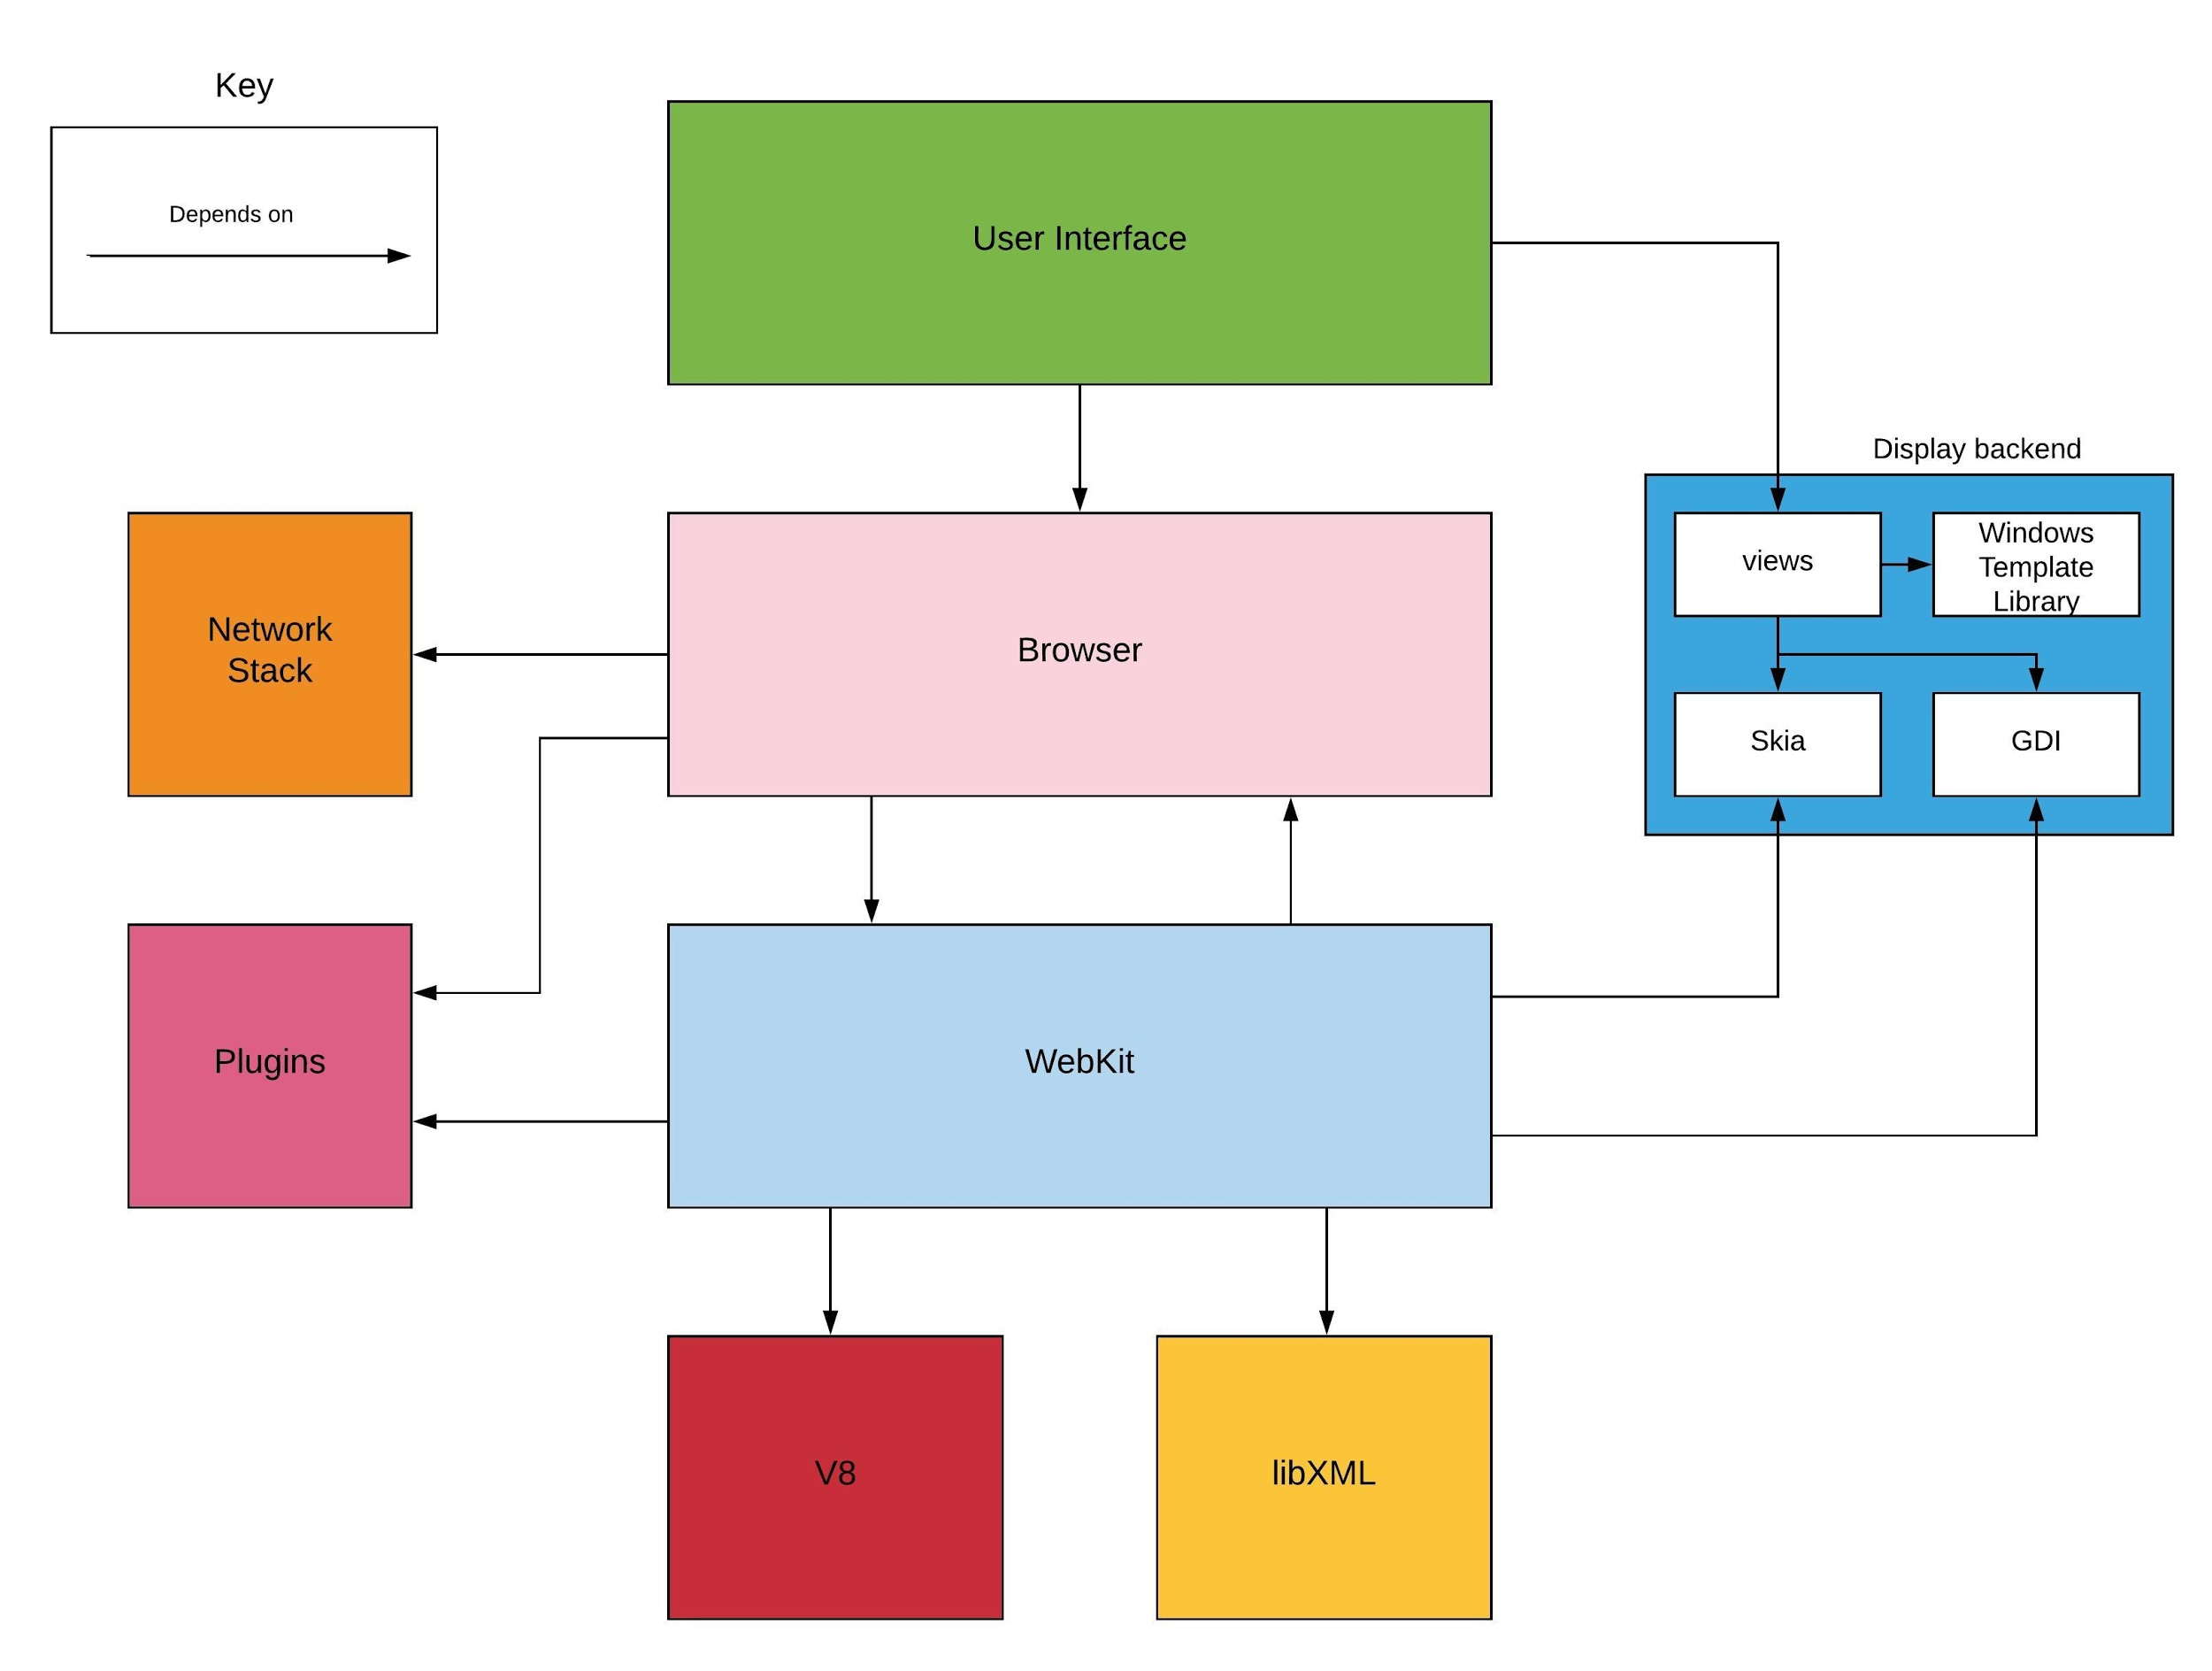 Key
Depends on
User Interface
Display backend
views
Windows
Template
Library
Network
Stack
Browser
Skia
GDI
Plugins
WebKit
V8
libXML